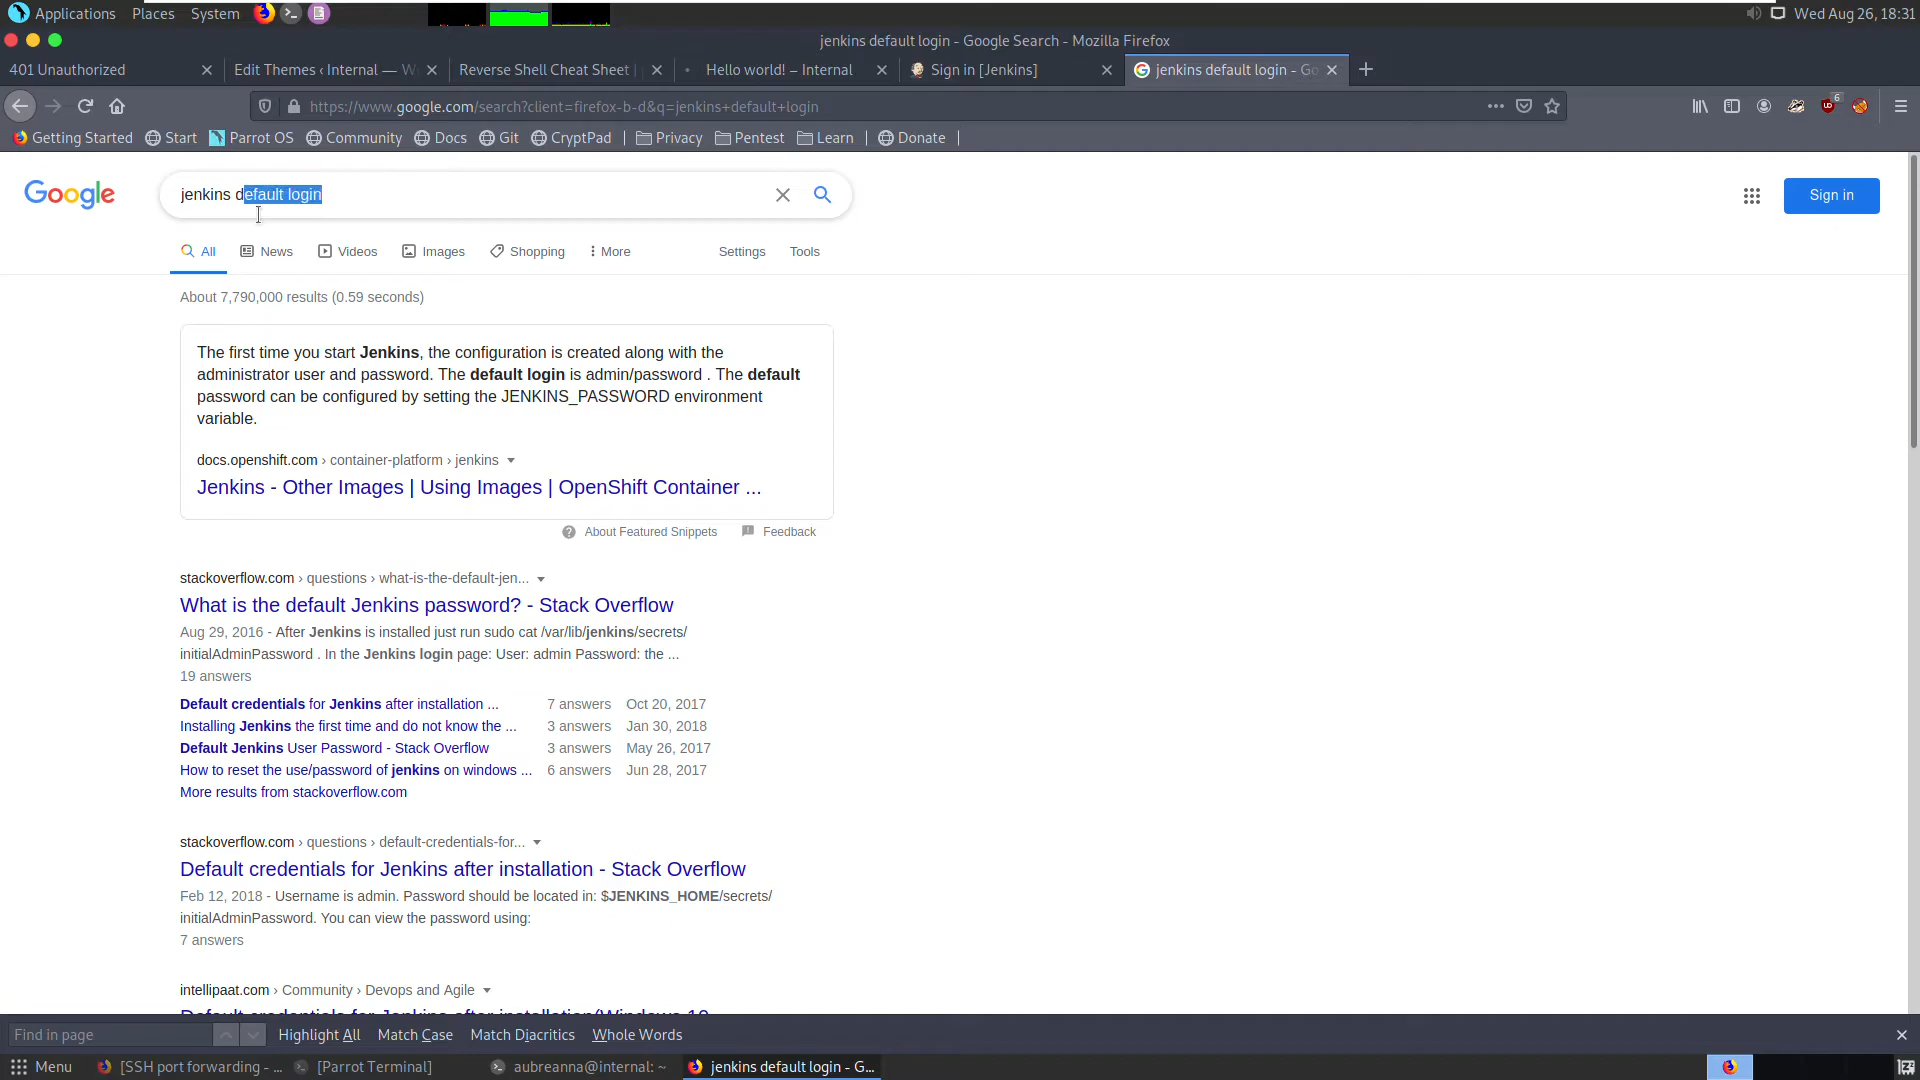 Applications Places System Wed Aug 26, 18:31
jenkins default login - Google Search - Mozilla Firefox
401 Unauthorized Edit Themes ‹ Internal — W Reverse Shell Cheat Sheet | Hello world! – Internal Sign in [Jenkins] jenkins default login - Go
https://www.google.com/search?client=firefox-b-d&q=jenkins+default+login 6
Getting Started Start Parrot OS Community Docs Git CryptPad Privacy Pentest Learn Donate
Google jenkins default login Sign in
All News Videos Images Shopping More Settings Tools
About 7,790,000 results (0.59 seconds)
The first time you start Jenkins, the configuration is created along with the
administrator user and password. The default login is admin/password . The default
password can be configured by setting the JENKINS_PASSWORD environment
variable.
docs.openshift.com › container-platform › jenkins
Jenkins - Other Images | Using Images | OpenShift Container ...
About Featured Snippets Feedback
stackoverflow.com › questions › what-is-the-default-jen...
What is the default Jenkins password? - Stack Overflow
Aug 29, 2016 - After Jenkins is installed just run sudo cat /var/lib/jenkins/secrets/
initialAdminPassword . In the Jenkins login page: User: admin Password: the ...
19 answers
Default credentials for Jenkins after installation ... 7 answers Oct 20, 2017
Installing Jenkins the first time and do not know the ... 3 answers Jan 30, 2018
Default Jenkins User Password - Stack Overflow 3 answers May 26, 2017
How to reset the use/password of jenkins on windows ... 6 answers Jun 28, 2017
More results from stackoverflow.com
stackoverflow.com › questions › default-credentials-for...
Default credentials for Jenkins after installation - Stack Overflow
Feb 12, 2018 - Username is admin. Password should be located in: $JENKINS_HOME/secrets/
initialAdminPassword. You can view the password using:
7 answers
intellipaat.com › Community › Devops and Agile
Default credentials for Jenkins after installation(Windows 10
Find in page Highlight All Match Case Match Diacritics Whole Words
Menu [SSH port forwarding - ... [Parrot Terminal] aubreanna@internal: ~ jenkins default login - G...